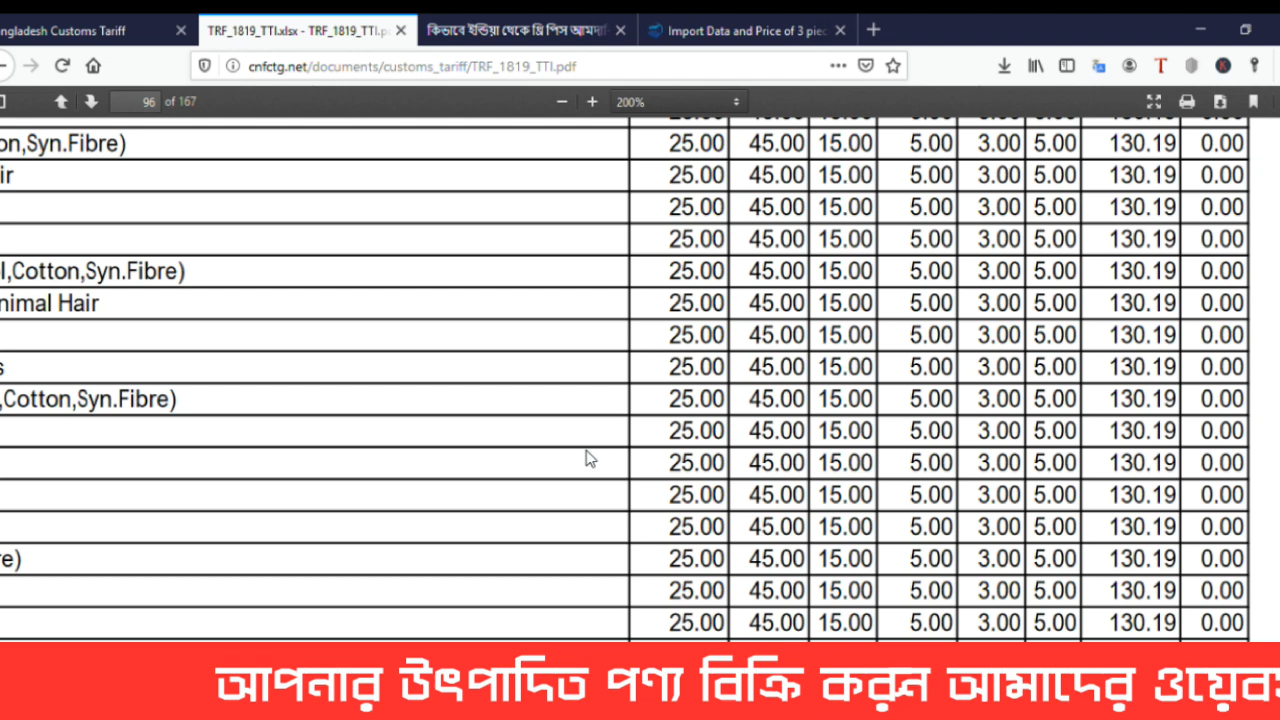 ngladesh Customs Tariff
TRF_1819_TTI.xlsx - TRF_1819_TTI.p
কিভাবে ইন্ডিয়া থেকে থ্রি পিস আমদানি
Import Data and Price of 3 piec
cnfctg.net/documents/customs_tariff/TRF_1819_TTI.pdf
96 of 167
200%
on,Syn.Fibre) 25.00 45.00 15.00 5.00 3.00 5.00 130.19 0.00
ir 25.00 45.00 15.00 5.00 3.00 5.00 130.19 0.00
25.00 45.00 15.00 5.00 3.00 5.00 130.19 0.00
25.00 45.00 15.00 5.00 3.00 5.00 130.19 0.00
l,Cotton,Syn.Fibre) 25.00 45.00 15.00 5.00 3.00 5.00 130.19 0.00
nimal Hair 25.00 45.00 15.00 5.00 3.00 5.00 130.19 0.00
25.00 45.00 15.00 5.00 3.00 5.00 130.19 0.00
s 25.00 45.00 15.00 5.00 3.00 5.00 130.19 0.00
,Cotton,Syn.Fibre) 25.00 45.00 15.00 5.00 3.00 5.00 130.19 0.00
25.00 45.00 15.00 5.00 3.00 5.00 130.19 0.00
25.00 45.00 15.00 5.00 3.00 5.00 130.19 0.00
25.00 45.00 15.00 5.00 3.00 5.00 130.19 0.00
25.00 45.00 15.00 5.00 3.00 5.00 130.19 0.00
re) 25.00 45.00 15.00 5.00 3.00 5.00 130.19 0.00
25.00 45.00 15.00 5.00 3.00 5.00 130.19 0.00
25.00 45.00 15.00 5.00 3.00 5.00 130.19 0.00
আপনার উৎপাদিত পণ্য বিক্রি করুন আমাদের ওয়েব